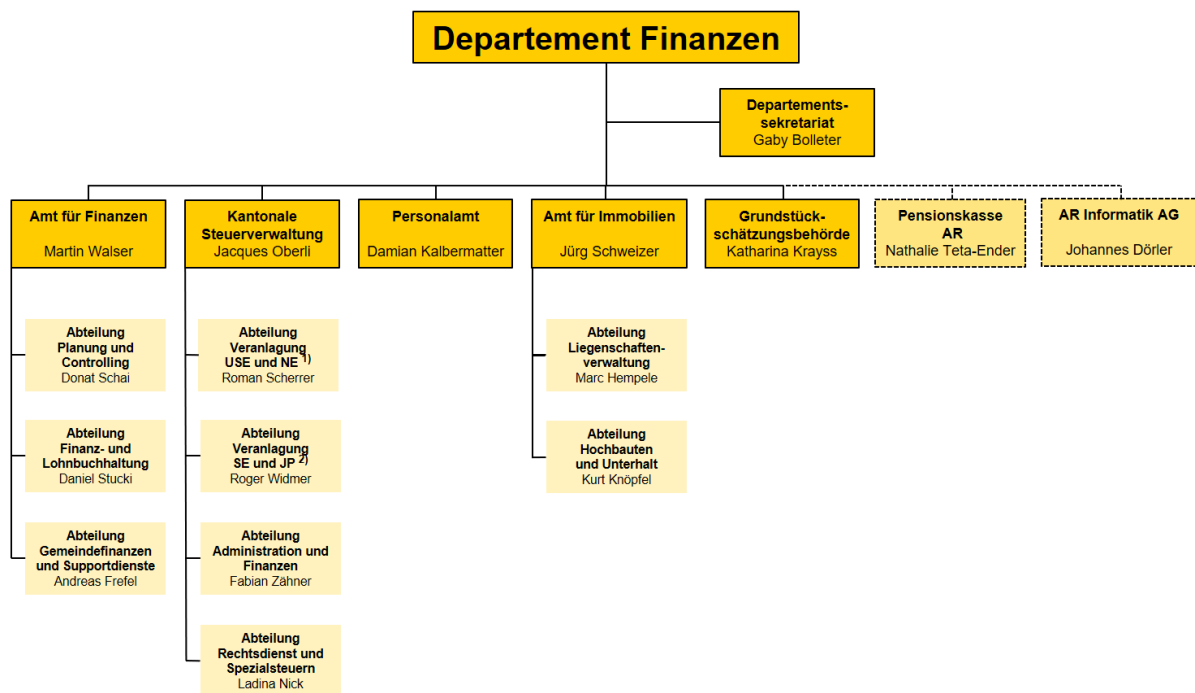 Departement Finanzen
Departements-
sekretariat
Gaby Bolleter
Amt für Finanzen
Martin Walser
Kantonale
Steuerverwaltung
Jacques Oberli
Personalamt
Damian Kalbermatter
Amt für Immobilien
Jürg Schweizer
Grundstück-
schätzungsbehörde
Katharina Krayss
Pensionskasse
AR
Nathalie Teta-Ender
AR Informatik AG
Johannes Dörler
Abteilung
Planung und
Controlling
Donat Schai
Abteilung
Finanz- und
Lohnbuchhaltung
Daniel Stucki
Abteilung
Gemeindefinanzen
und Supportdienste
Andreas Frefel
Abteilung
Veranlagung
USE und NE 1)
Roman Scherrer
Abteilung
Veranlagung
SE und JP 2)
Roger Widmer
Abteilung
Administration und
Finanzen
Fabian Zähner
Abteilung
Rechtsdienst und
Spezialsteuern
Ladina Nick
Abteilung
Liegenschaften-
verwaltung
Marc Hempele
Abteilung
Hochbauten
und Unterhalt
Kurt Knöpfel